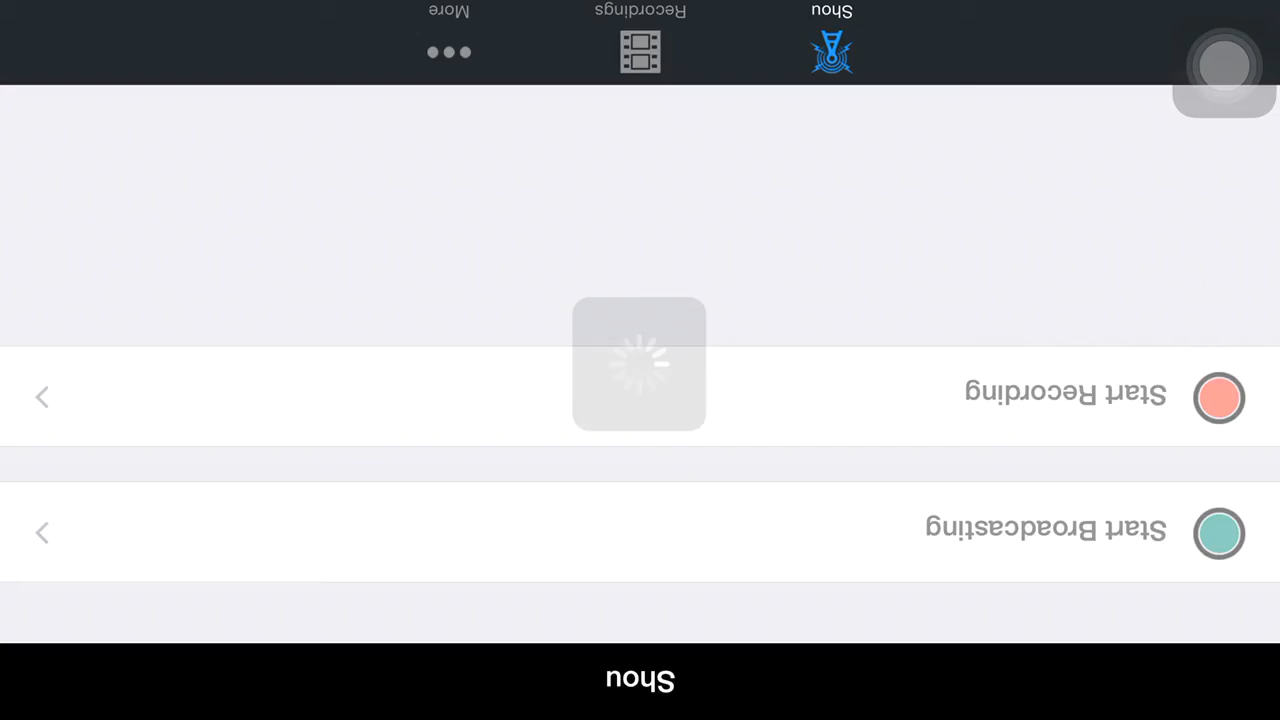 Shou
Start Broadcasting
Start Recording
Shou
Recordings
More